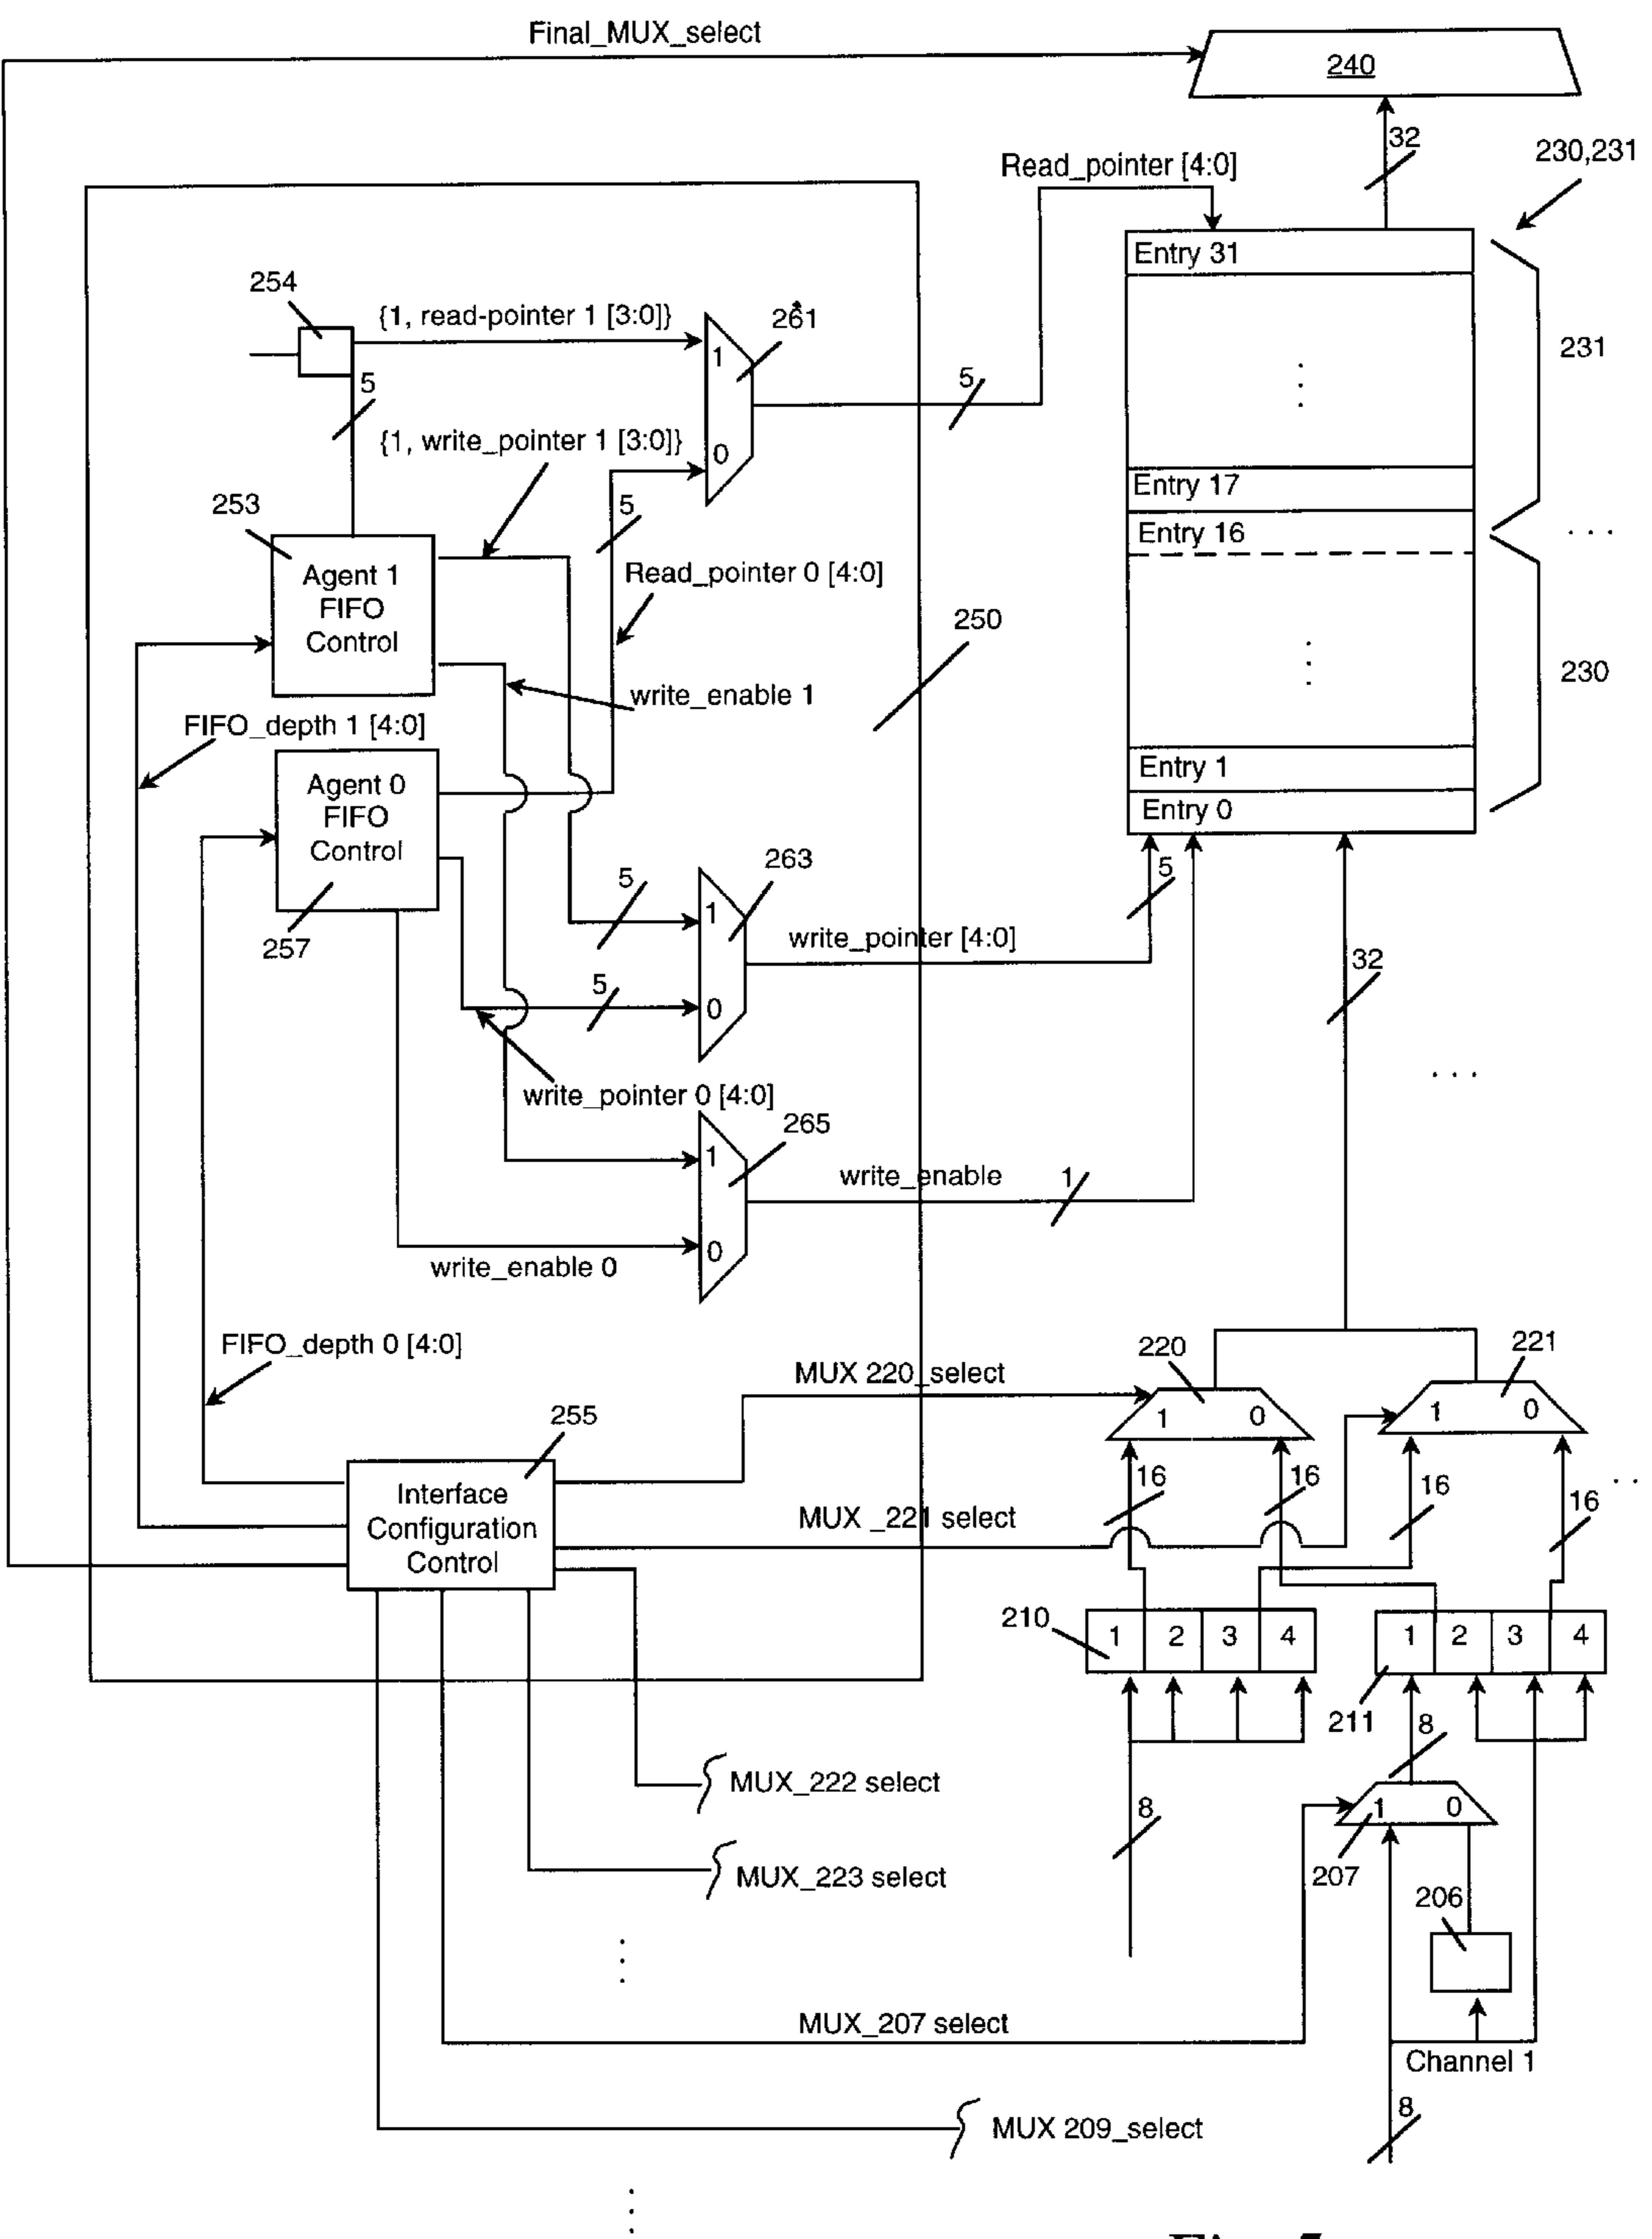 Final_MUX_select
240
32
230,231
Read_pointer [4:0]
Entry 31
254
{1, read-pointer 1 [3:0]}
261
1
231
5
5
{1, write_pointer 1 [3:0]}
0
Entry 17
253
5
Entry 16
. . .
Agent 1
FIFO
Control
Read_pointer 0 [4:0]
250
230
write_enable 1
FIFO_depth 1 [4:0]
Entry 1
Agent 0
FIFO
Control
Entry 0
263
5
5
1
257
write_pointer [4:0]
32
5
0
. . .
write_pointer 0 [4:0]
265
1
write_enable
1
0
write_enable 0
FIFO_depth 0 [4:0]
220
221
MUX 220_select
255
1 0
1 0
16
16
16
16
Interface
Configuration
Control
MUX _221 select
210
1 2 3 4
1 2 3 4
211
8
MUX_222 select
8
1 0
207
MUX_223 select
206
MUX_207 select
Channel 1
8
MUX 209_select